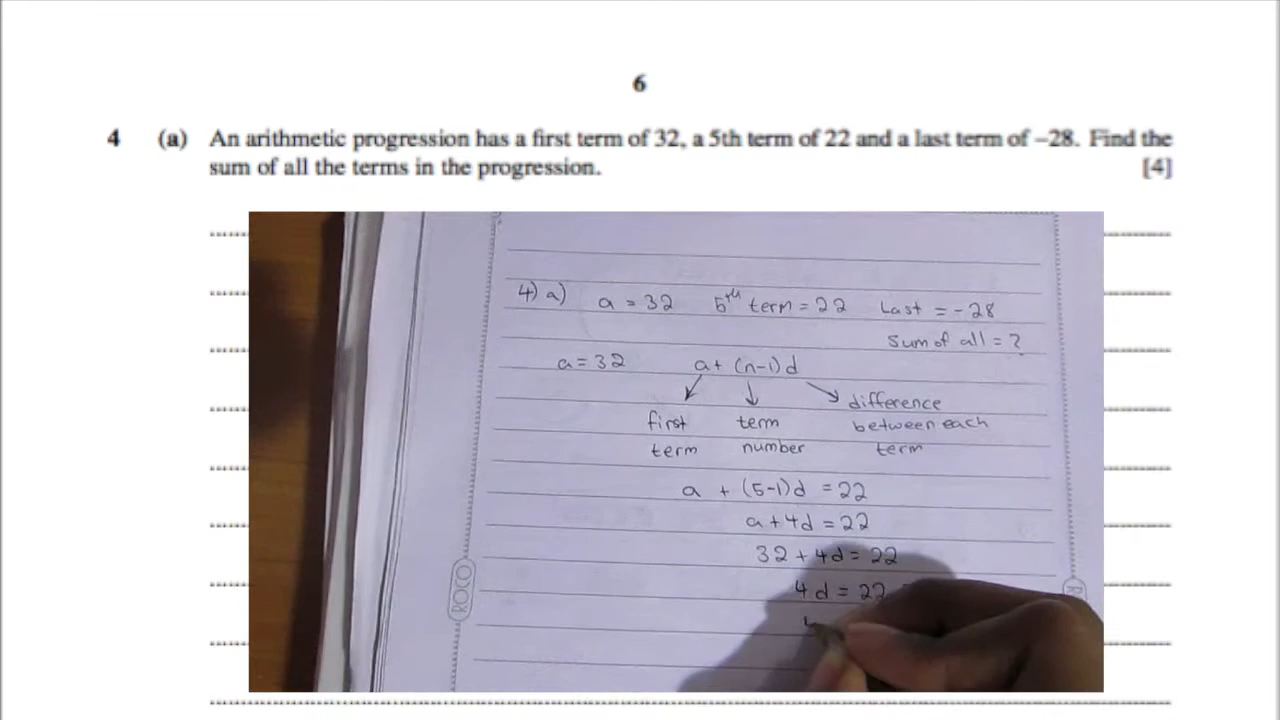 6
4 (a) An arithmetic progression has a first term of 32, a 5th term of 22 and a last term of –28. Find the
sum of all the terms in the progression. [4]
4) a) a = 32 5th term = 22 Last = -28
Sum of all = ?
a = 32 a + (n-1)d
first term difference
term number between each
term
a + (5-1)d = 22
a + 4d = 22
32 + 4d = 22
4d = 22
ROCO